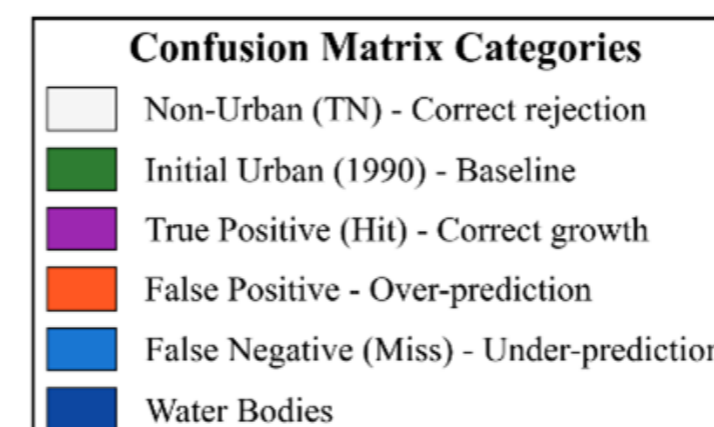 Confusion Matrix Categories
Non-Urban (TN) - Correct rejection
Initial Urban (1990) - Baseline
True Positive (Hit) - Correct growth
False Positive - Over-prediction
False Negative (Miss) - Under-prediction
Water Bodies